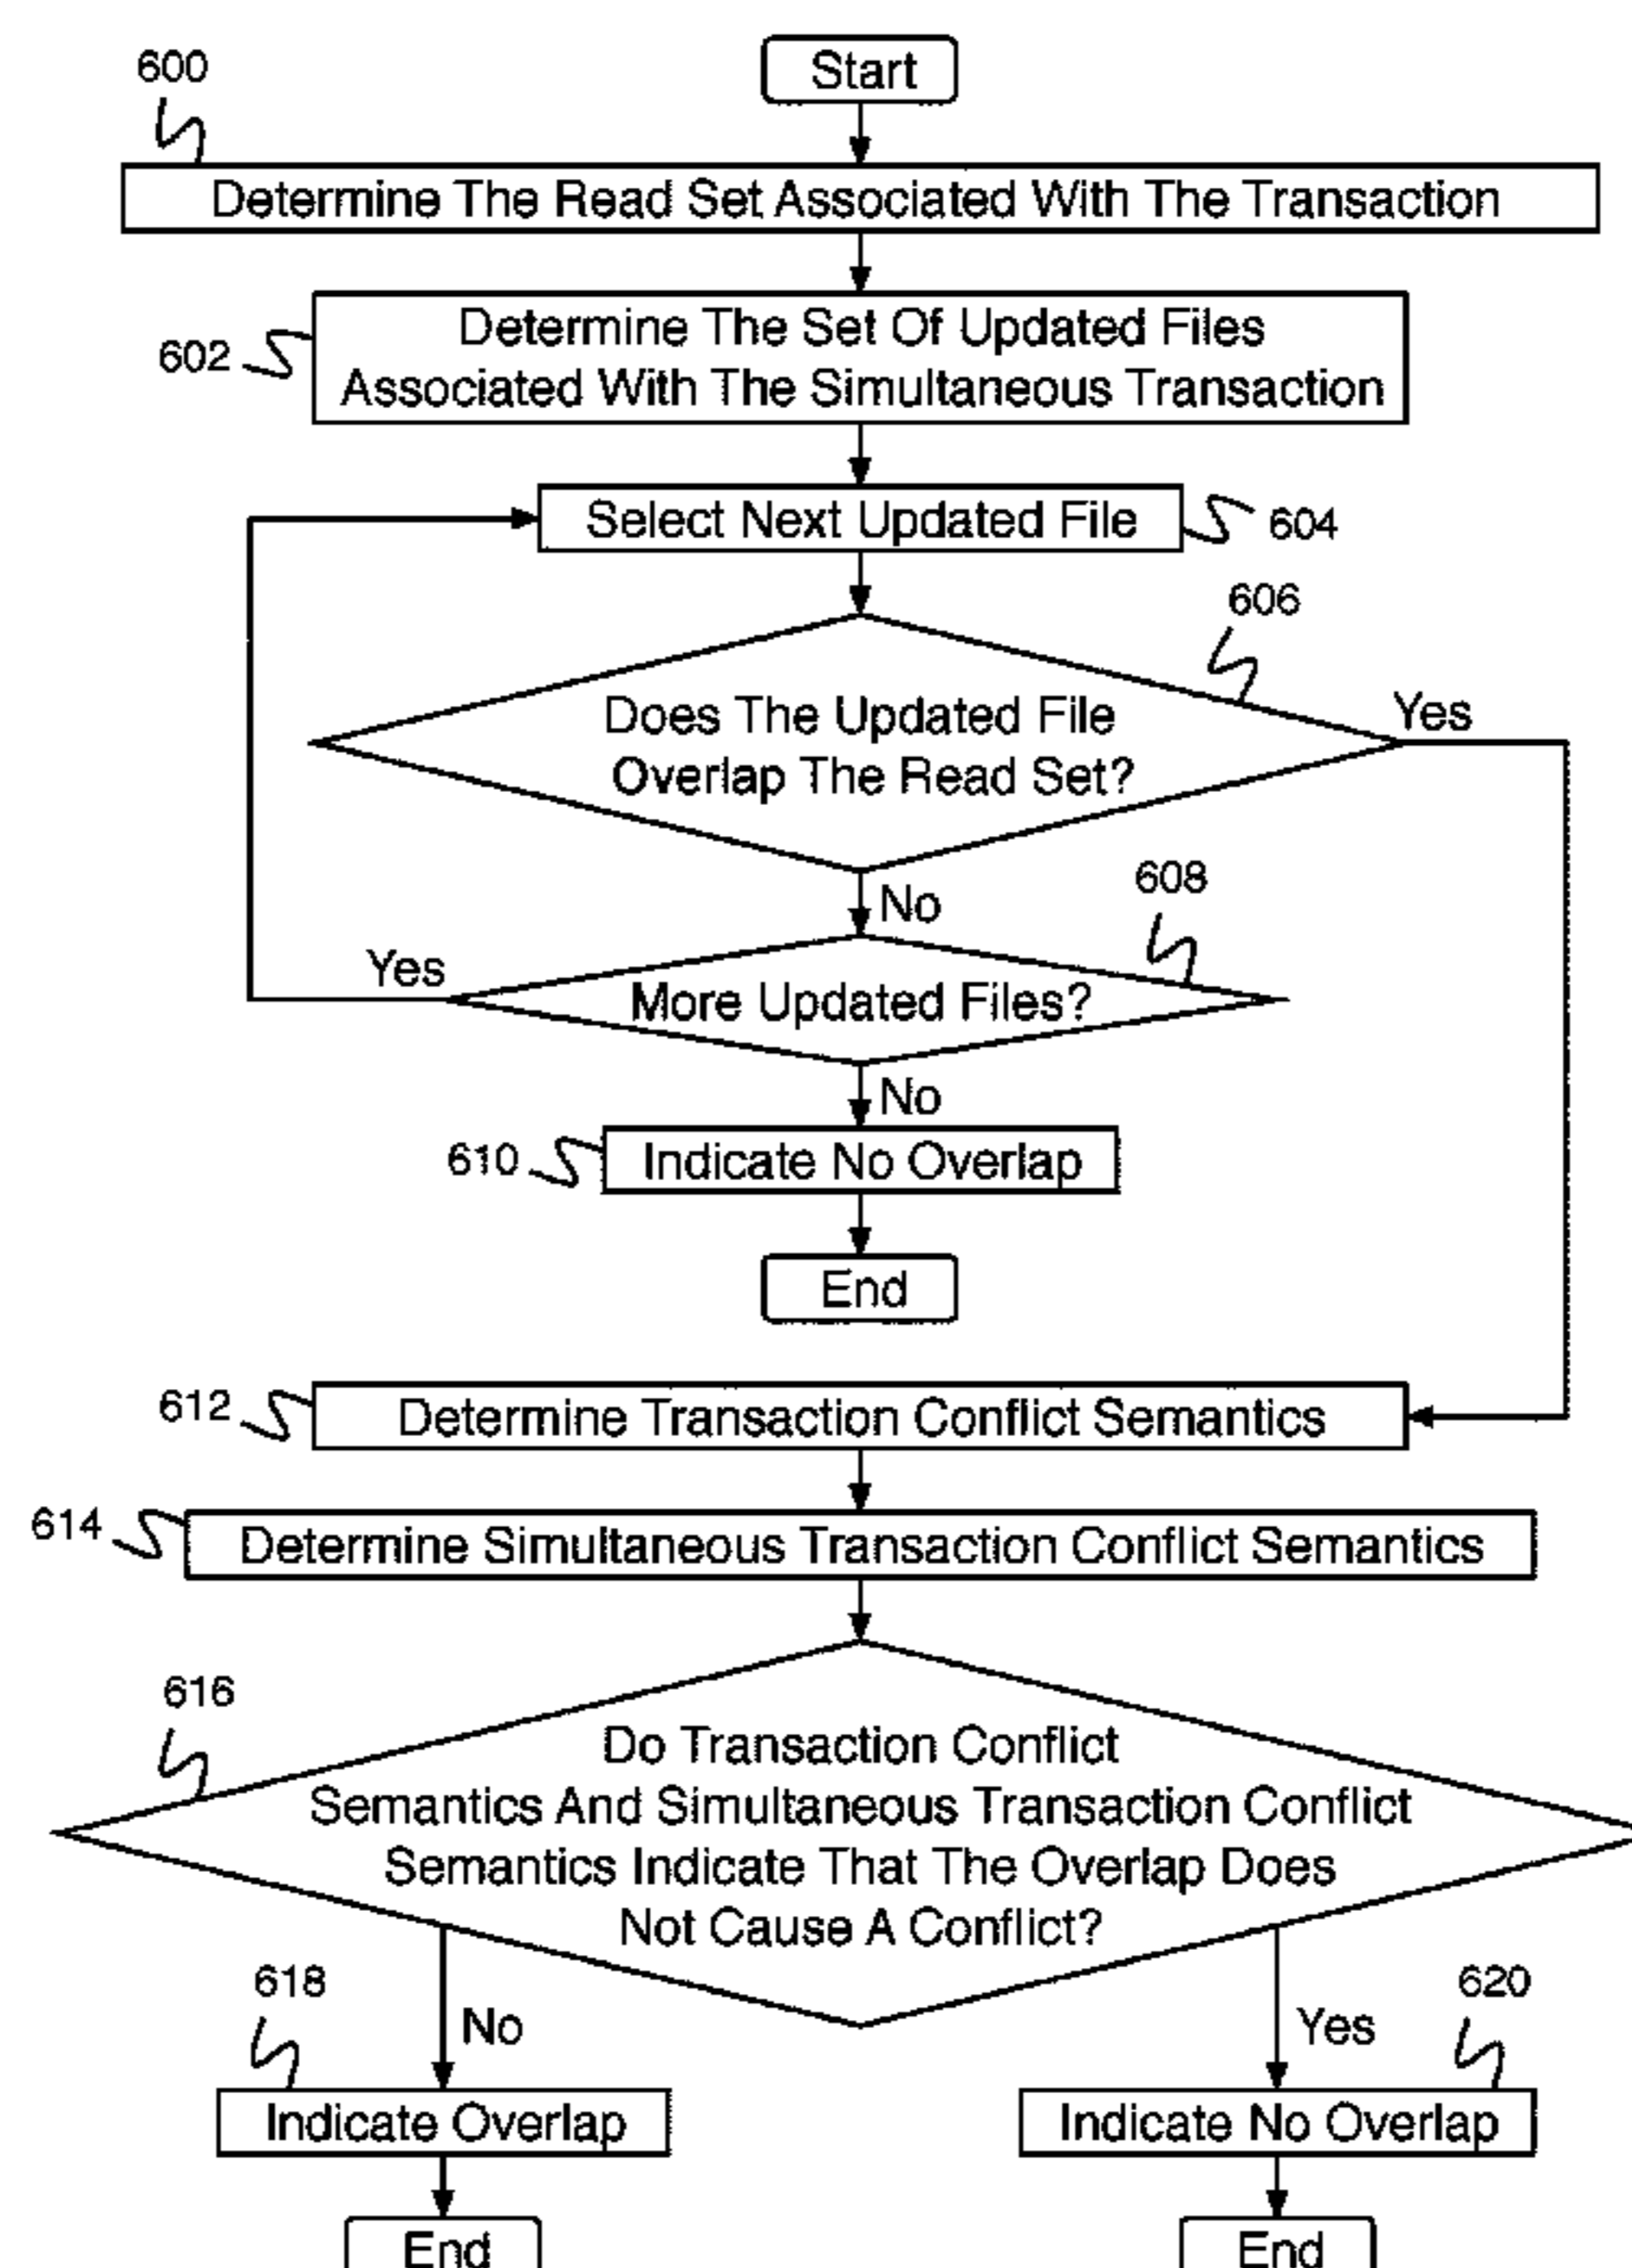 Start
600
Determine The Read Set Associated With The Transaction
602
Determine The Set Of Updated Files
Associated With The Simultaneous Transaction
Select Next Updated File
604
606
Does The Updated File
Overlap The Read Set?
Yes
No
608
Yes
More Updated Files?
No
610
Indicate No Overlap
End
612
Determine Transaction Conflict Semantics
614
Determine Simultaneous Transaction Conflict Semantics
616
Do Transaction Conflict
Semantics And Simultaneous Transaction Conflict
Semantics Indicate That The Overlap Does
Not Cause A Conflict?
618
No
Yes
620
Indicate Overlap
Indicate No Overlap
End
End